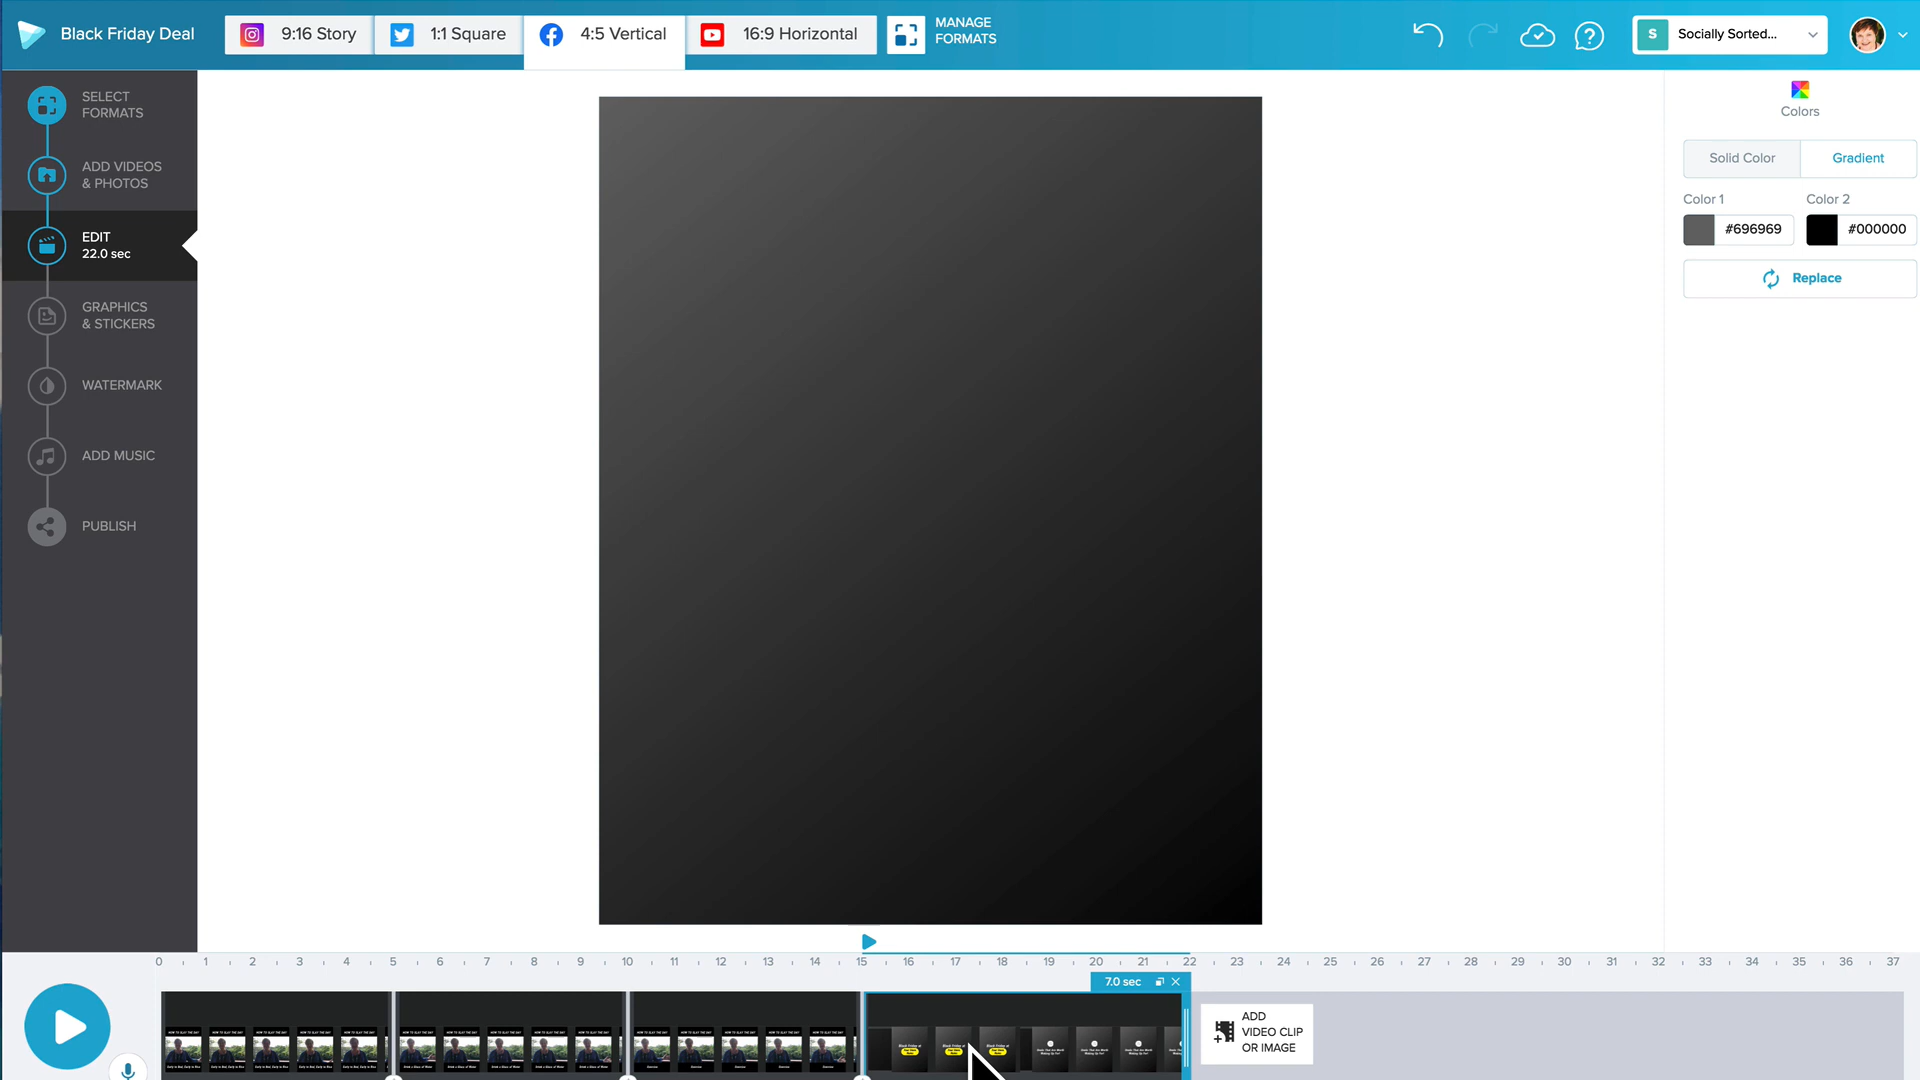 Black Friday Deal
9:16 Story
1:1 Square
4:5 Vertical
16:9 Horizontal
MANAGE
FORMATS
S
Socially Sorted...
SELECT
FORMATS
ADD VIDEOS
& PHOTOS
EDIT
22.0 sec
GRAPHICS
& STICKERS
WATERMARK
ADD MUSIC
PUBLISH
Colors
Solid Color
Gradient
Color 1
Color 2
#696969
#000000
Replace
0 1 2 3 4 5 6 7 8 9 10 11 12 13 14 15 16 17 18 19 20 21 22 23 24 25 26 27 28 29 30 31 32 33 34 35 36 37
7.0 sec
ADD
VIDEO CLIP
OR IMAGE